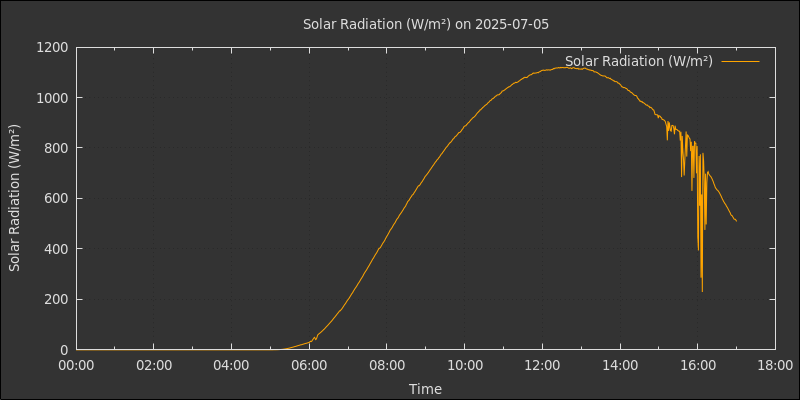 Solar Radiation (W/m²) on 2025-07-05
Solar Radiation (W/m²)
Solar Radiation (W/m²)
1200
1000
800
600
400
200
0
00:00 02:00 04:00 06:00 08:00 10:00 12:00 14:00 16:00 18:00
Time